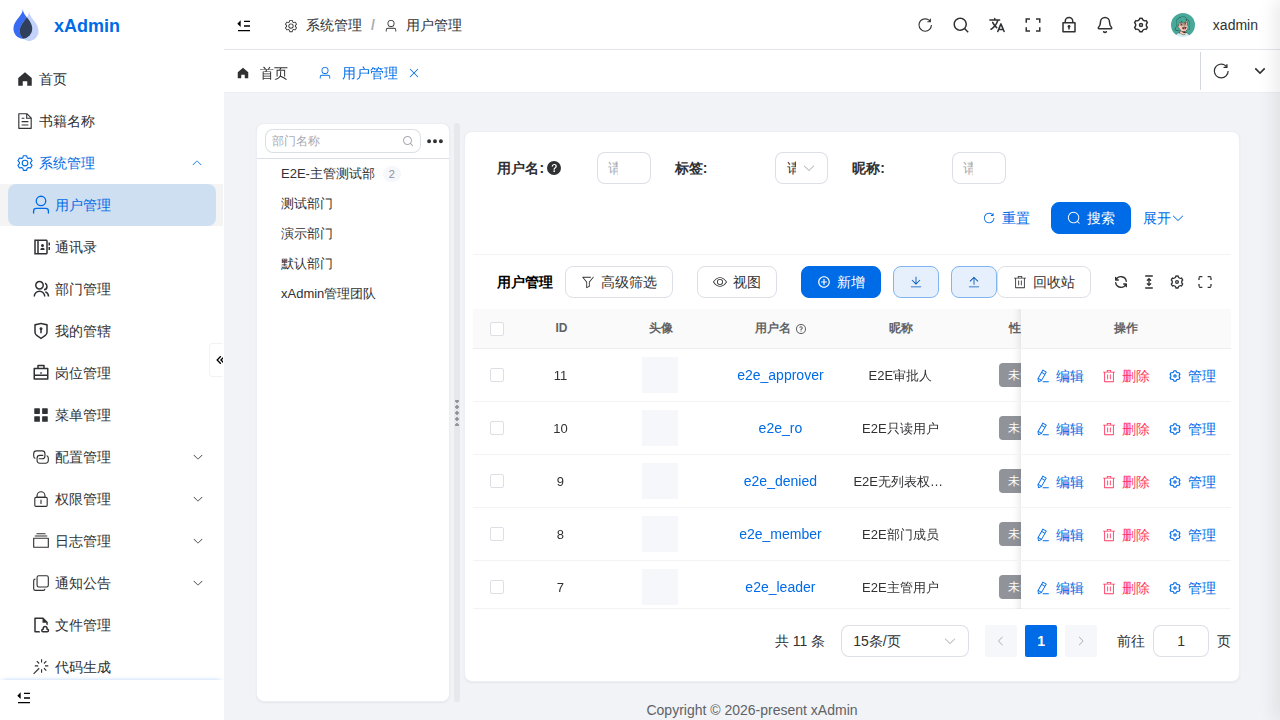 xAdmin
系统管理 / 用户管理
xadmin
首页
用户管理
首页
书籍名称
系统管理
用户管理
通讯录
部门管理
我的管辖
岗位管理
菜单管理
配置管理
权限管理
日志管理
通知公告
文件管理
代码生成
部门名称
E2E-主管测试部 2
测试部门
演示部门
默认部门
xAdmin管理团队
用户名:
标签:
昵称:
重置 搜索 展开
用户管理 高级筛选 视图 新增 回收站
ID 头像 用户名 昵称 性 操作
11 e2e_approver E2E审批人 未 编辑 删除 管理
10 e2e_ro E2E只读用户 未 编辑 删除 管理
9 e2e_denied E2E无列表权… 未 编辑 删除 管理
8 e2e_member E2E部门成员 未 编辑 删除 管理
7 e2e_leader E2E主管用户 未 编辑 删除 管理
共 11 条 15条/页 1 前往 1 页
Copyright © 2026-present xAdmin